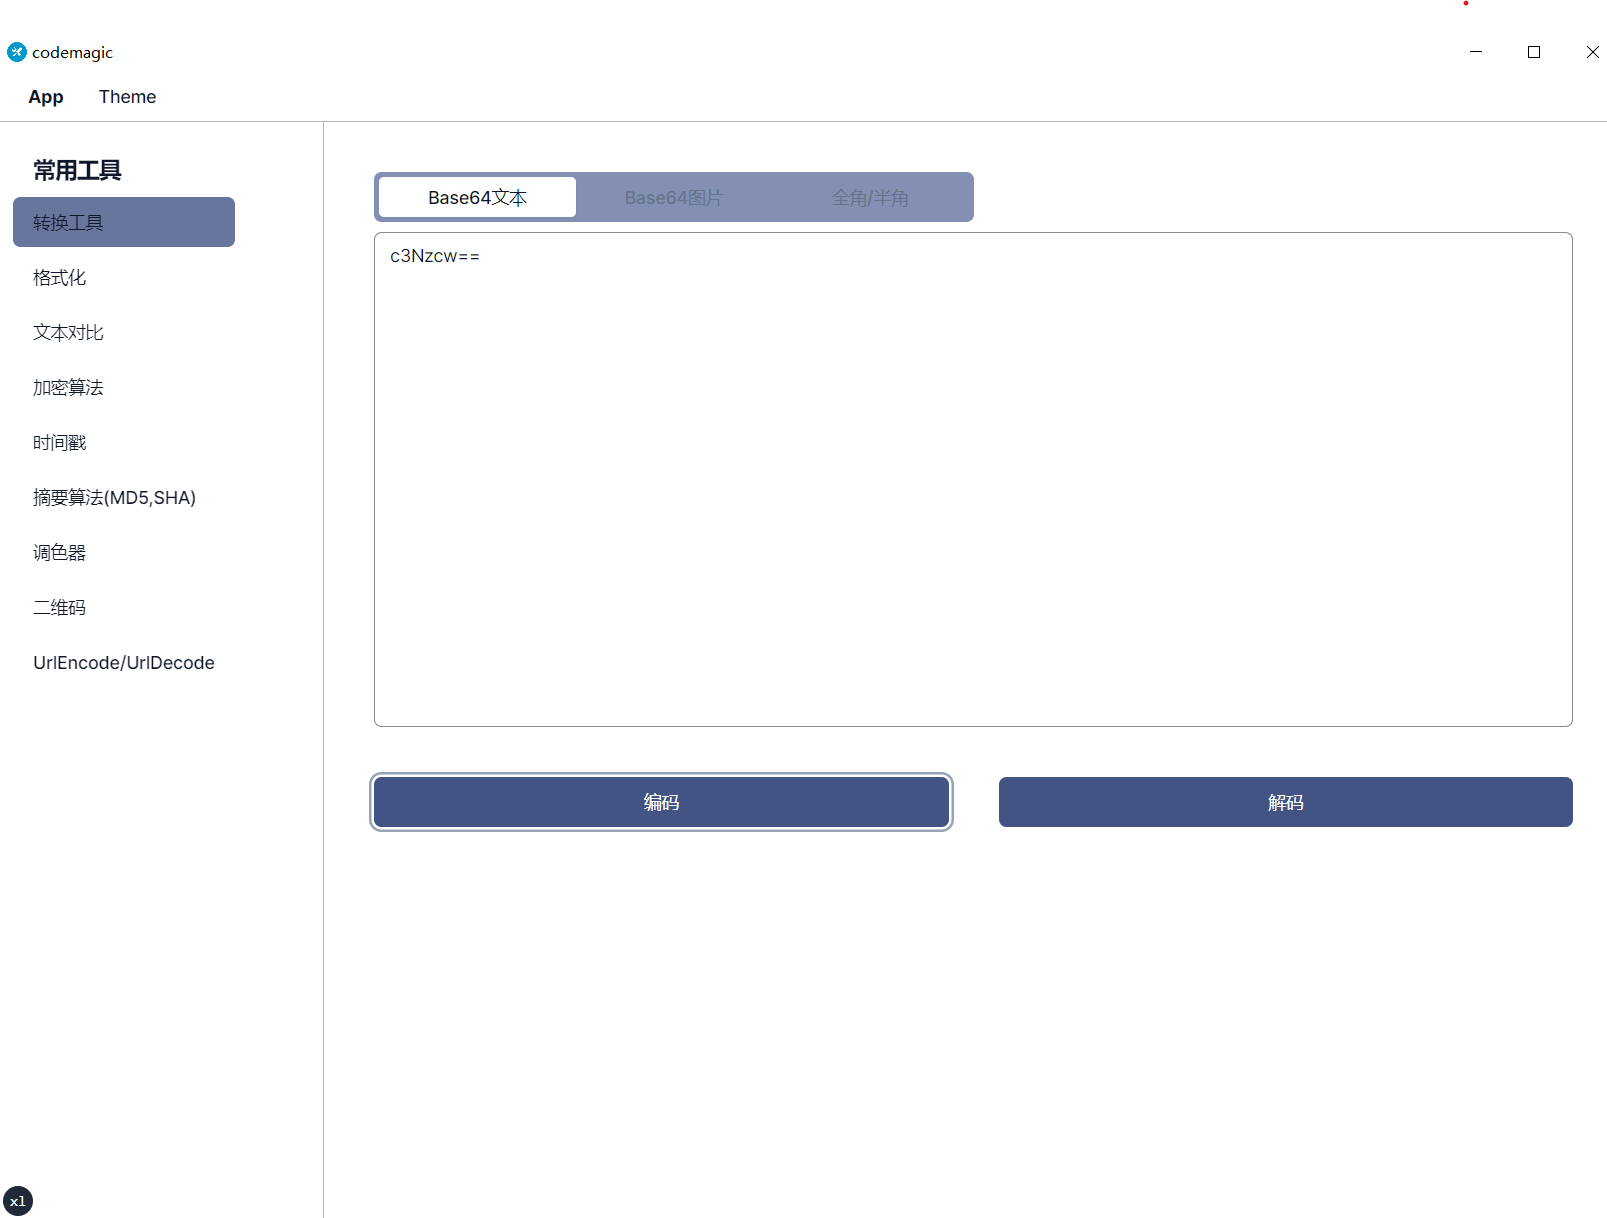 codemagic
App Theme
常用工具
转换工具
格式化
文本对比
加密算法
时间戳
摘要算法(MD5,SHA)
调色器
二维码
UrlEncode/UrlDecode
Base64文本 Base64图片 全角/半角
c3Nzcw==
编码 解码
xl